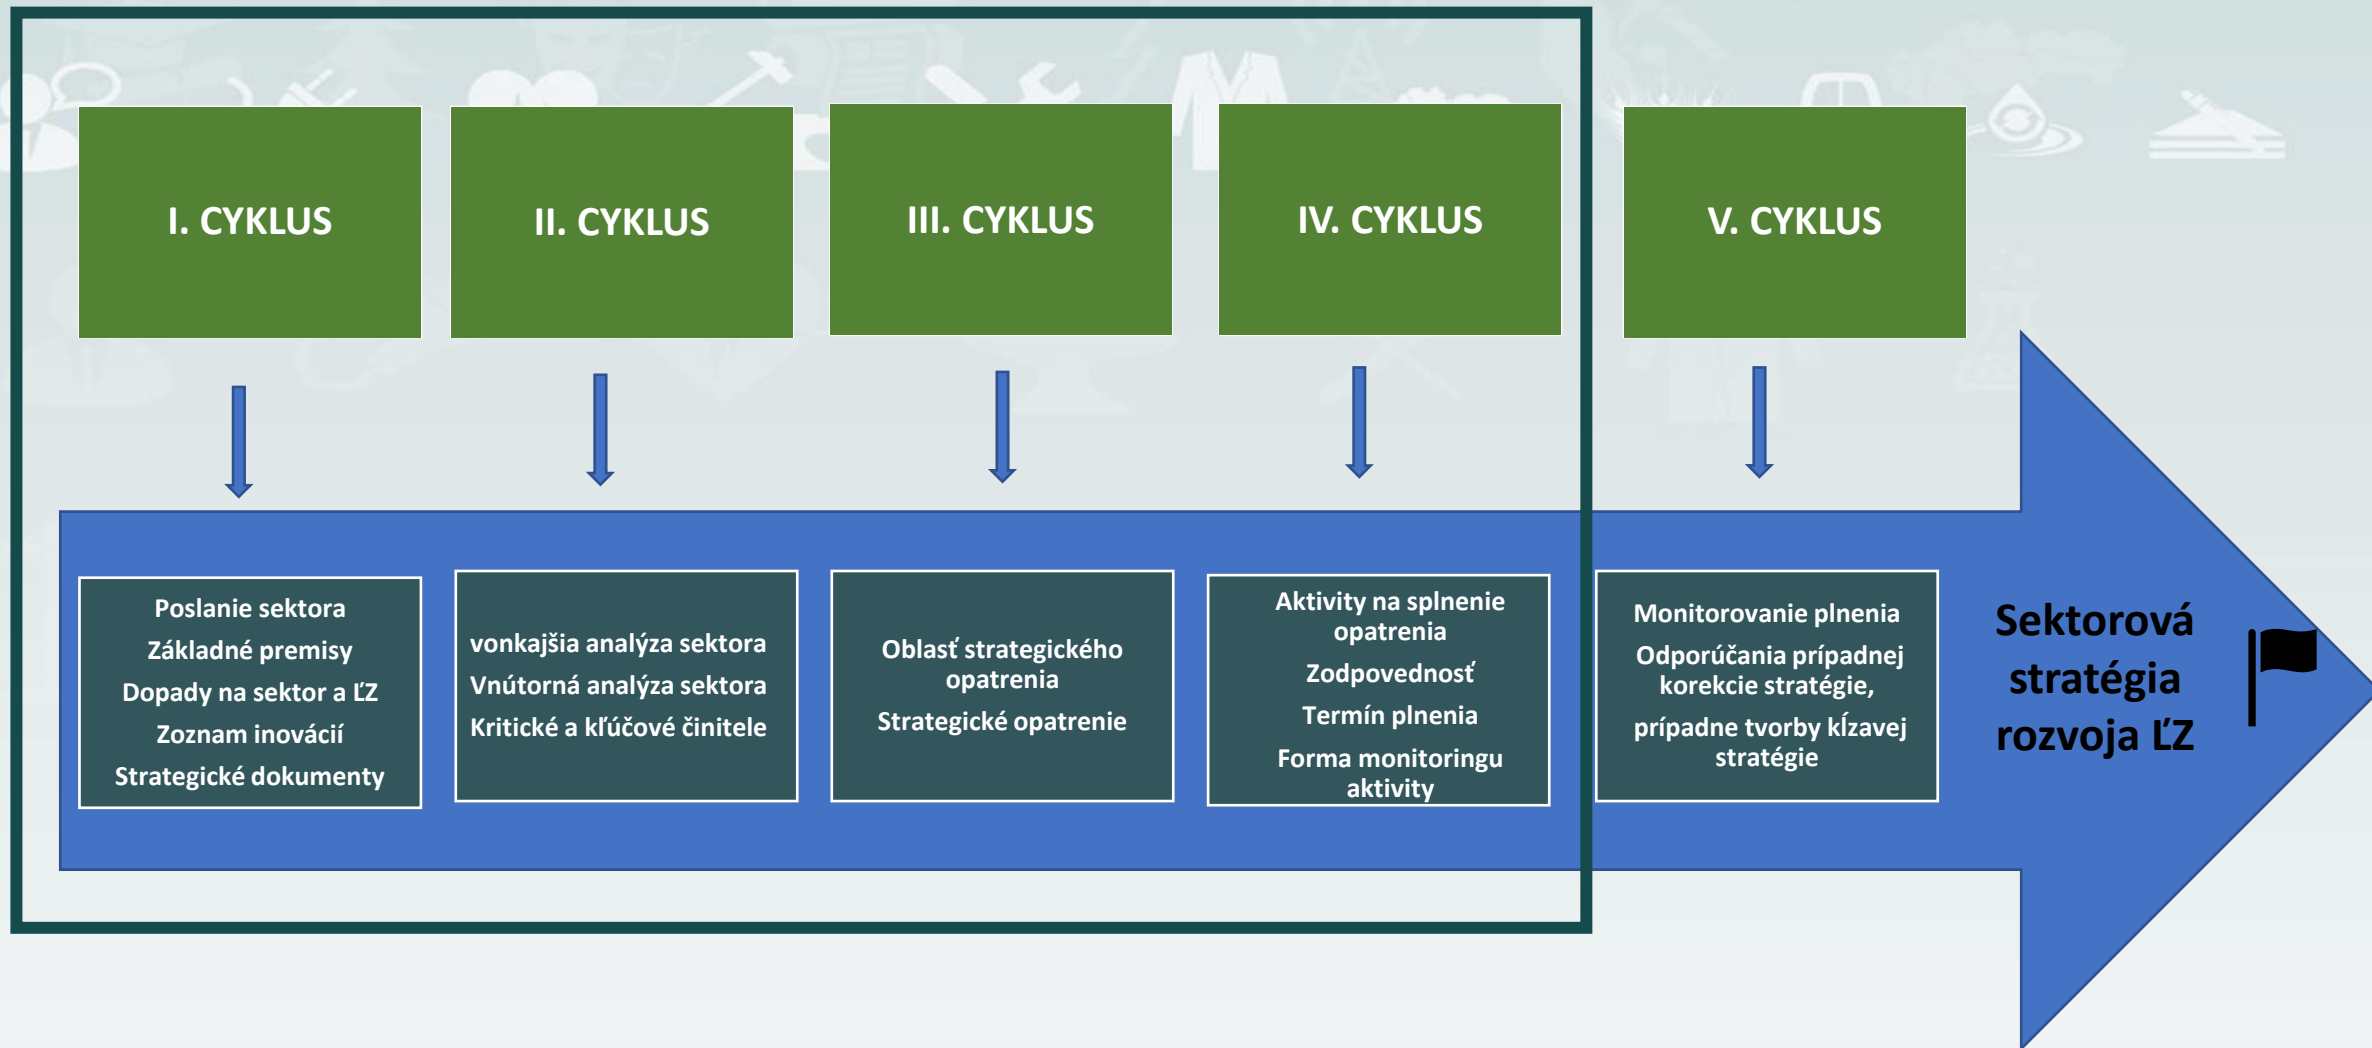 I. CYKLUS
II. CYKLUS
III. CYKLUS
IV. CYKLUS
V. CYKLUS
Poslanie sektora
Základné premisy
Dopady na sektor a ĽZ
Zoznam inovácií
Strategické dokumenty
vonkajšia analýza sektora
Vnútorná analýza sektora
Kritické a kľúčové činitele
Oblasť strategického
opatrenia
Strategické opatrenie
Aktivity na splnenie
opatrenia
Zodpovednosť
Termín plnenia
Forma monitoringu
aktivity
Monitorovanie plnenia
Odporúčania prípadnej
korekcie stratégie,
prípadne tvorby kĺzavej
stratégie
Sektorová
stratégia
rozvoja ĽZ